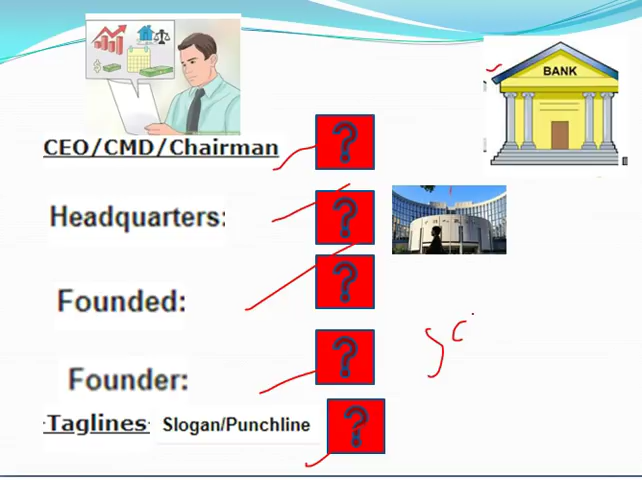 BANK
CEO/CMD/Chairman ?
Headquarters: ?
Founded: ?
Founder: ?
Taglines Slogan/Punchline ?